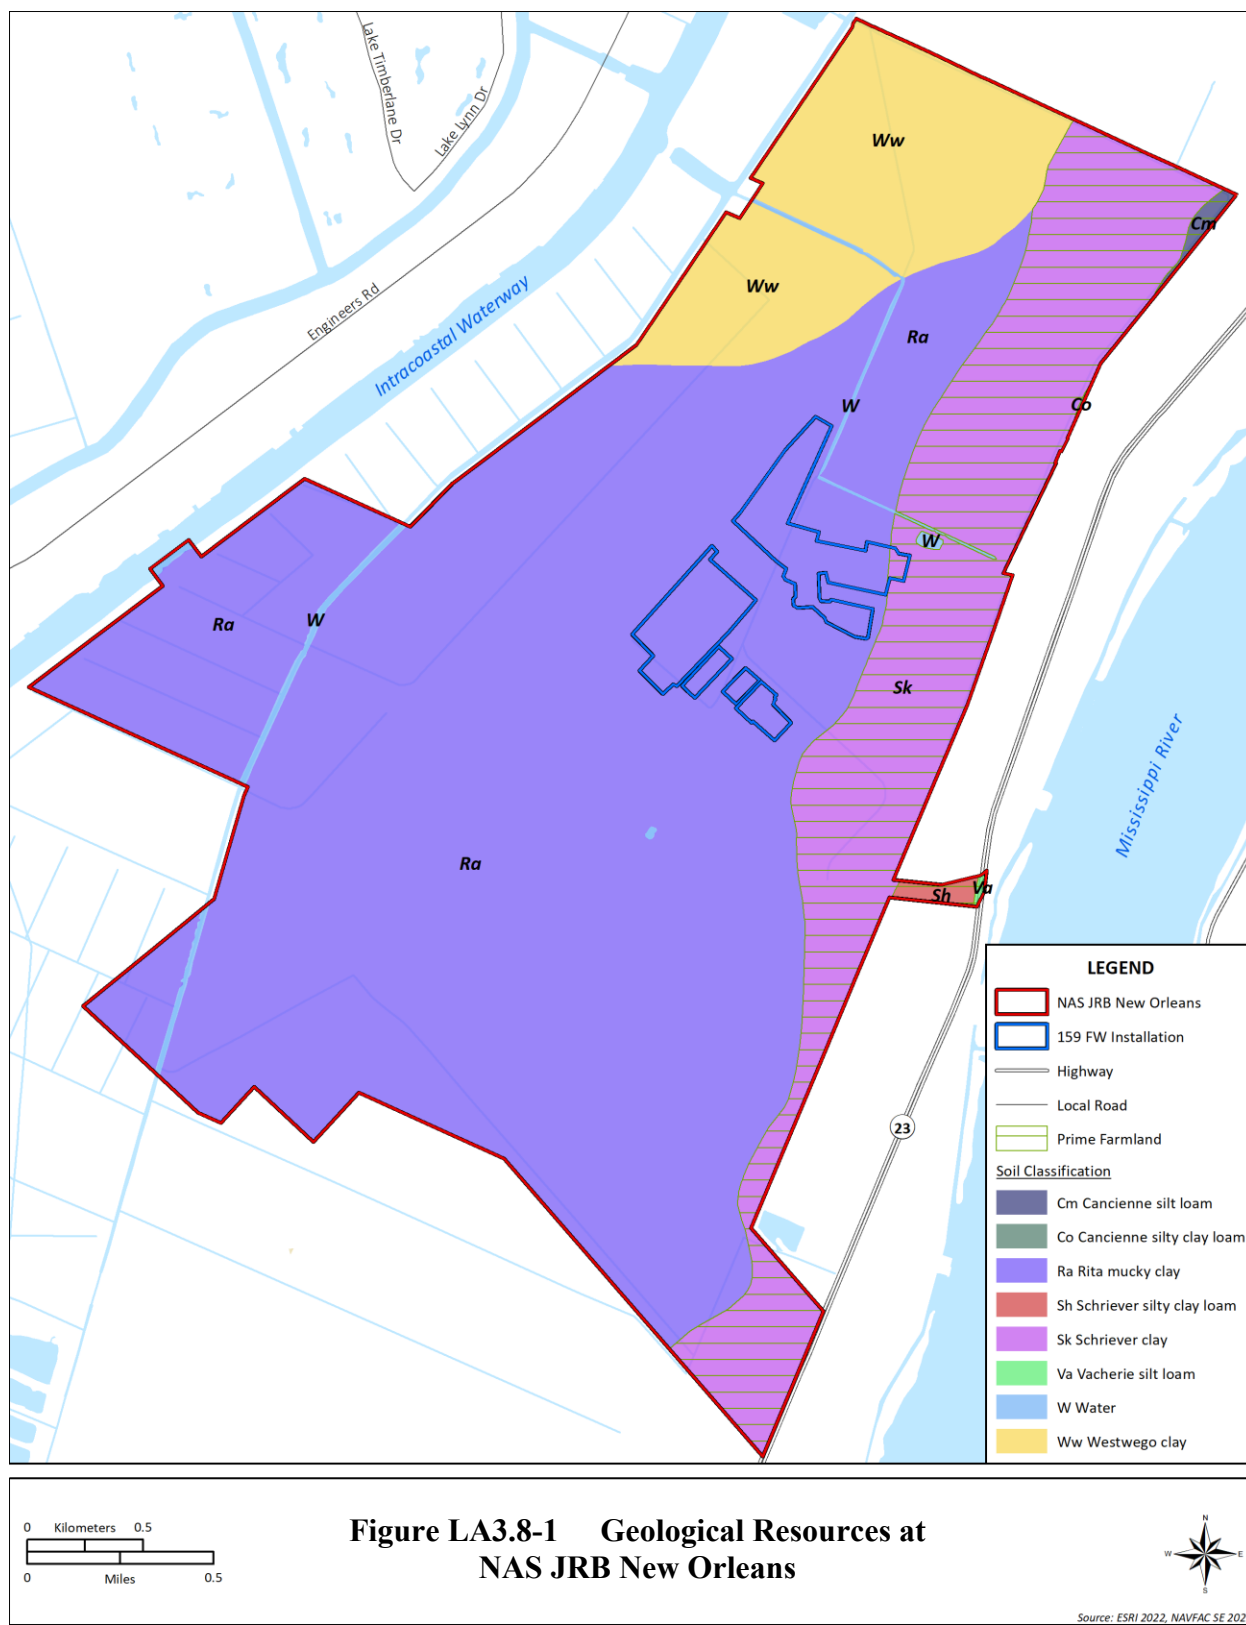 Lake Timberlane Dr
Lake Lynn Dr
Engineers Rd
Intracoastal Waterway
Ww
Cm
Ww
Ra
W
Co
W
Ra
W
Sk
Mississippi River
Ra
Sh
Va
23
LEGEND
NAS JRB New Orleans
159 FW Installation
Highway
Local Road
Prime Farmland
Soil Classification
Cm Cancienne silt loam
Co Cancienne silty clay loam
Ra Rita mucky clay
Sh Schriever silty clay loam
Sk Schriever clay
Va Vacherie silt loam
W Water
Ww Westwego clay
0 Kilometers 0.5
0 Miles 0.5
Figure LA3.8-1 Geological Resources at
NAS JRB New Orleans
N
W E
S
Source: ESRI 2022, NAVFAC SE 202